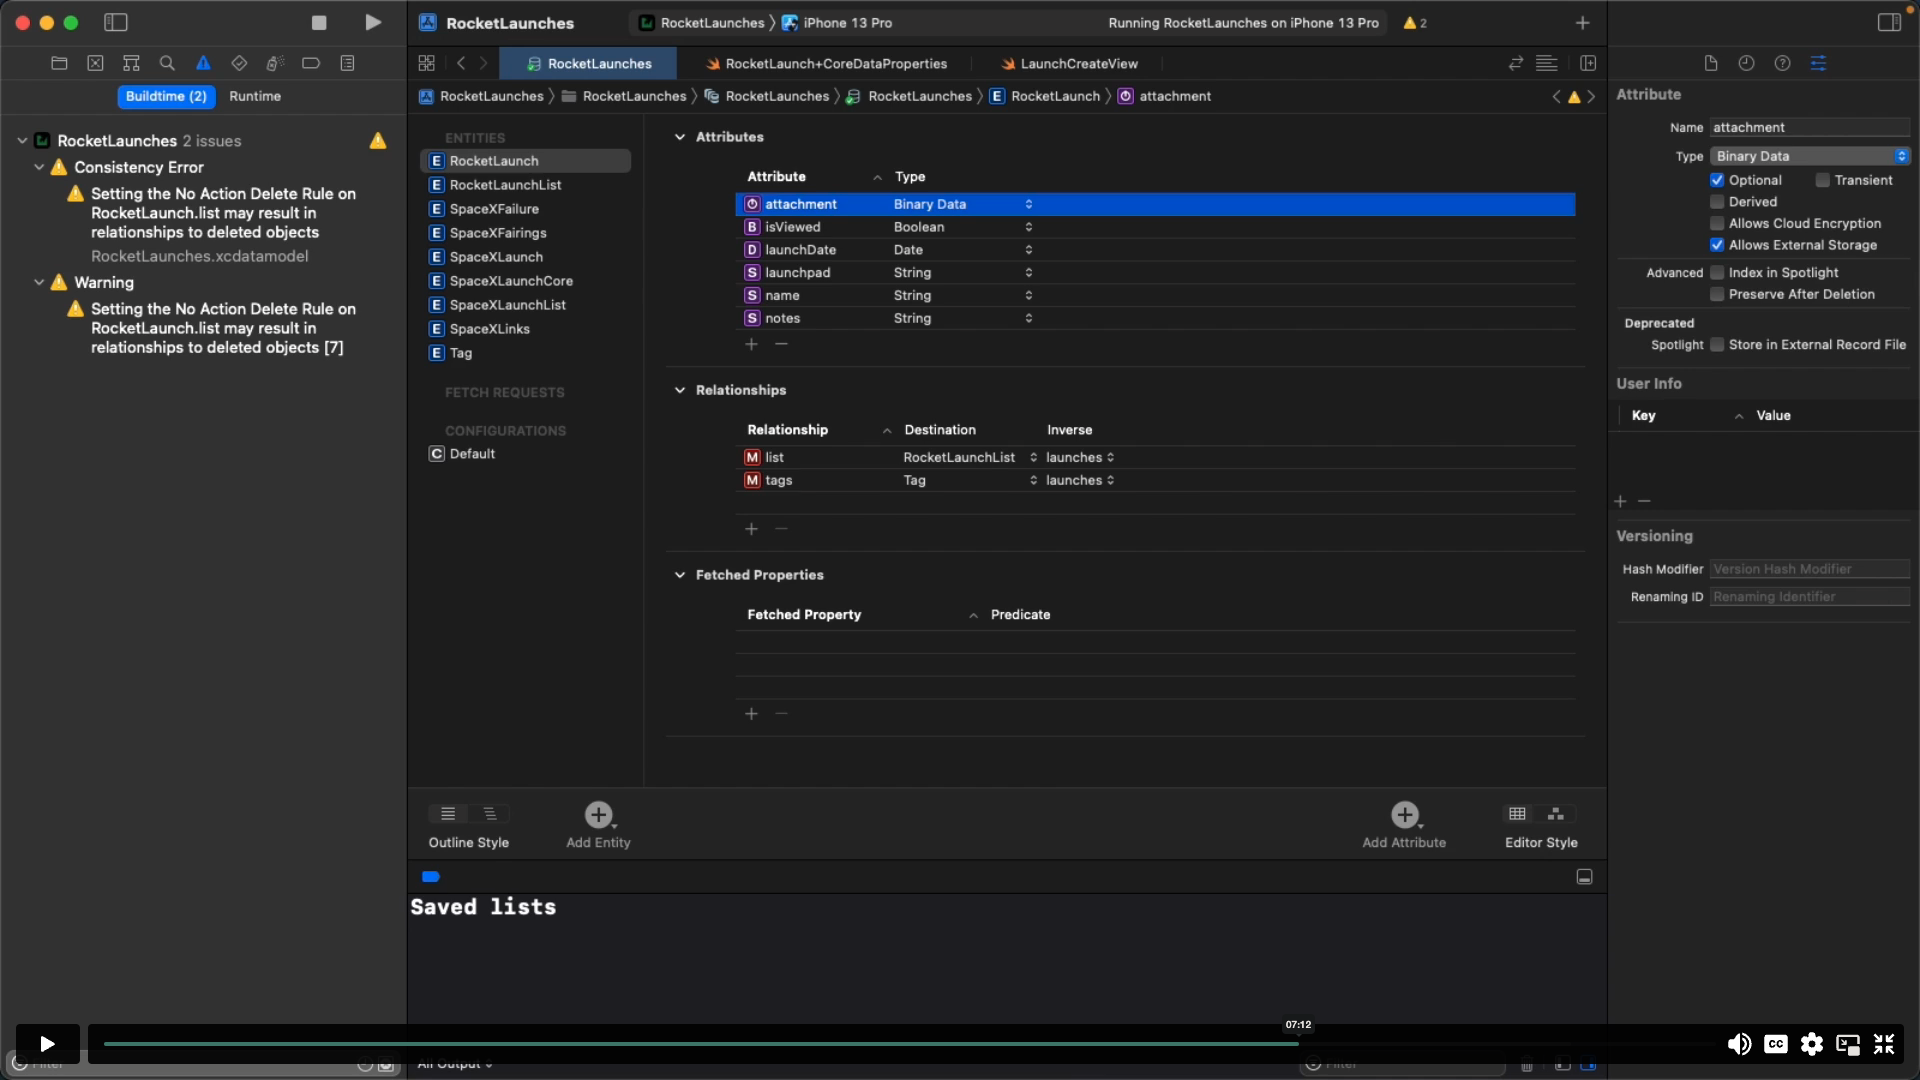 RocketLaunches
RocketLaunches 〉 iPhone 13 Pro
Running RocketLaunches on iPhone 13 Pro
2
RocketLaunches
RocketLaunch+CoreDataProperties
LaunchCreateView
Buildtime (2)
Runtime
RocketLaunches 〉 RocketLaunches 〉 RocketLaunches 〉 RocketLaunches 〉 E RocketLaunch 〉 attachment
RocketLaunches 2 issues
Consistency Error
Setting the No Action Delete Rule on
RocketLaunch.list may result in
relationships to deleted objects
RocketLaunches.xcdatamodel
Warning
Setting the No Action Delete Rule on
RocketLaunch.list may result in
relationships to deleted objects [7]
ENTITIES
E RocketLaunch
E RocketLaunchList
E SpaceXFailure
E SpaceXFairings
E SpaceXLaunch
E SpaceXLaunchCore
E SpaceXLaunchList
E SpaceXLinks
E Tag
FETCH REQUESTS
CONFIGURATIONS
C Default
Attributes
Attribute Type
attachment Binary Data
B isViewed Boolean
D launchDate Date
S launchpad String
S name String
S notes String
Relationships
Relationship Destination Inverse
M list RocketLaunchList launches
M tags Tag launches
Fetched Properties
Fetched Property Predicate
Outline Style
Add Entity
Add Attribute
Editor Style
Saved lists
Attribute
Name attachment
Type Binary Data
Optional Transient
Derived
Allows Cloud Encryption
Allows External Storage
Advanced Index in Spotlight
Preserve After Deletion
Deprecated
Spotlight Store in External Record File
User Info
Key Value
Versioning
Hash Modifier Version Hash Modifier
Renaming ID Renaming Identifier
07:12
CC
Filter
All Output
Filter